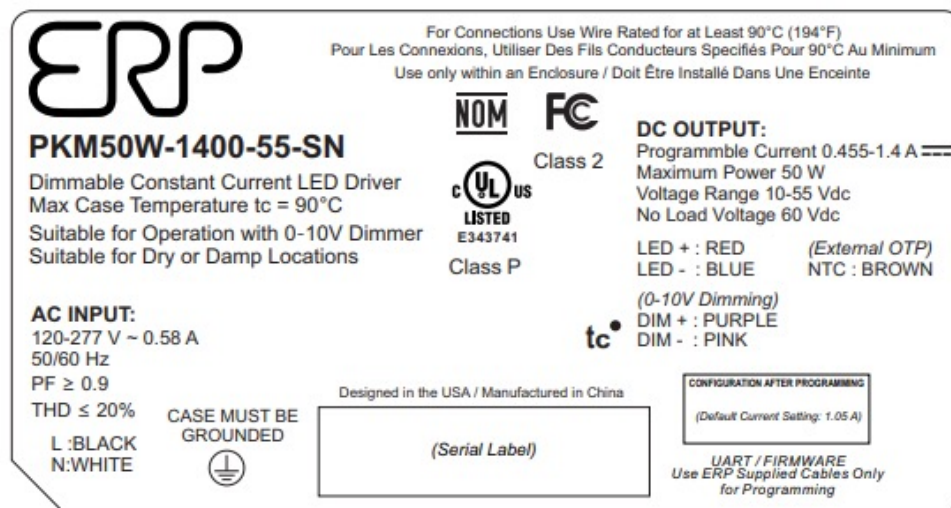 For Connections Use Wire Rated for at Least 90°C (194°F)
Pour Les Connexions, Utiliser Des Fils Conducteurs Specifiés Pour 90°C Au Minimum
Use only within an Enclosure / Doit Être Installé Dans Une Enceinte
ERP
PKM50W-1400-55-SN
Dimmable Constant Current LED Driver
Max Case Temperature tc = 90°C
Suitable for Operation with 0-10V Dimmer
Suitable for Dry or Damp Locations
AC INPUT:
120-277 V ~ 0.58 A
50/60 Hz
PF ≥ 0.9
THD ≤ 20%
L :BLACK
N:WHITE
CASE MUST BE
GROUNDED
NOM
FC
Class 2
C UL US
LISTED
E343741
Class P
DC OUTPUT:
Programmble Current 0.455-1.4 A
Maximum Power 50 W
Voltage Range 10-55 Vdc
No Load Voltage 60 Vdc
LED + : RED (External OTP)
LED - : BLUE NTC : BROWN
(0-10V Dimming)
DIM + : PURPLE
DIM - : PINK
tc
Designed in the USA / Manufactured in China
(Serial Label)
CONFIGURATION AFTER PROGRAMMING
(Default Current Setting: 1.05 A)
UART / FIRMWARE
Use ERP Supplied Cables Only
for Programming